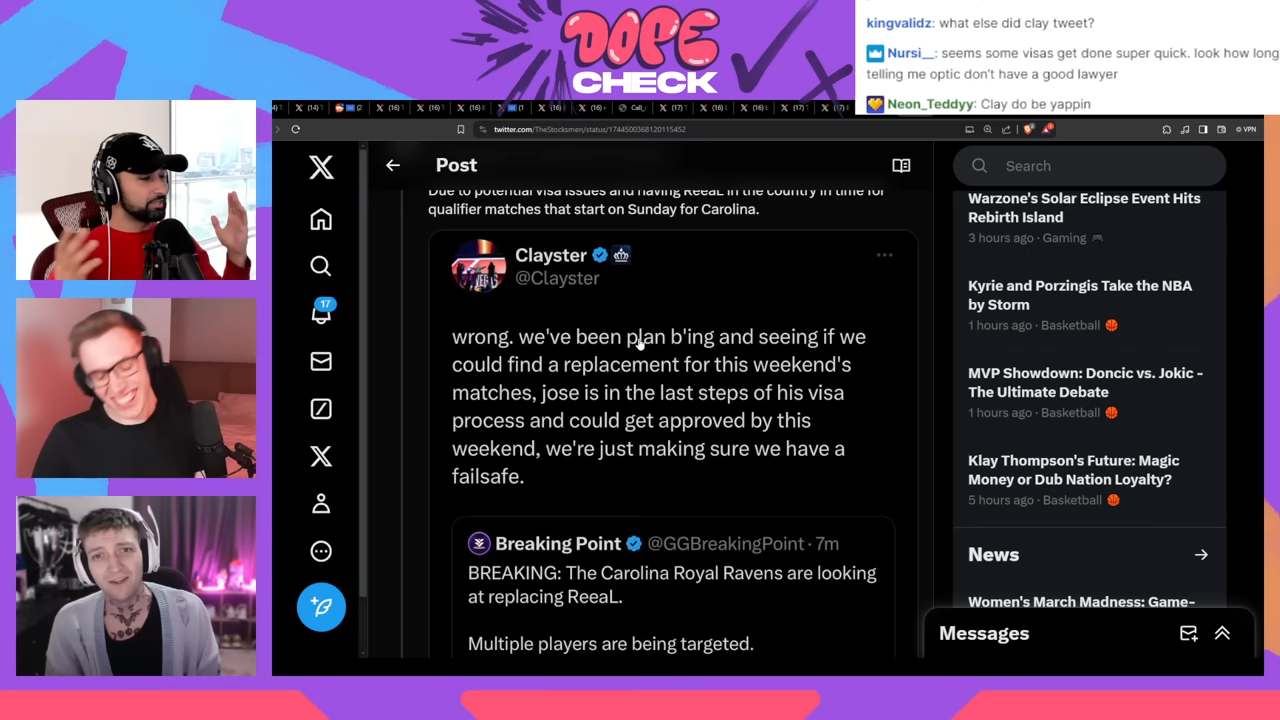 DOPE
CHECK
kingvalidz: what else did clay tweet?
Nursi__: seems some visas get done super quick. look how long
telling me optic don't have a good lawyer
Neon_Teddyy: Clay do be yappin
twitter.com/TheStocksmen/status/1744500368120115452
VPN
Post
Search
17
Due to potential visa issues and having ReeaL in the country in time for
qualifier matches that start on Sunday for Carolina.
Clayster
@Clayster
wrong. we've been plan b'ing and seeing if we
could find a replacement for this weekend's
matches, jose is in the last steps of his visa
process and could get approved by this
weekend, we're just making sure we have a
failsafe.
Breaking Point @GGBreakingPoint · 7m
BREAKING: The Carolina Royal Ravens are looking
at replacing ReeaL.
Multiple players are being targeted.
Warzone's Solar Eclipse Event Hits
Rebirth Island
3 hours ago · Gaming
Kyrie and Porzingis Take the NBA
by Storm
1 hours ago · Basketball
MVP Showdown: Doncic vs. Jokic -
The Ultimate Debate
1 hours ago · Basketball
Klay Thompson's Future: Magic
Money or Dub Nation Loyalty?
5 hours ago · Basketball
News
Women's March Madness: Game-
Messages